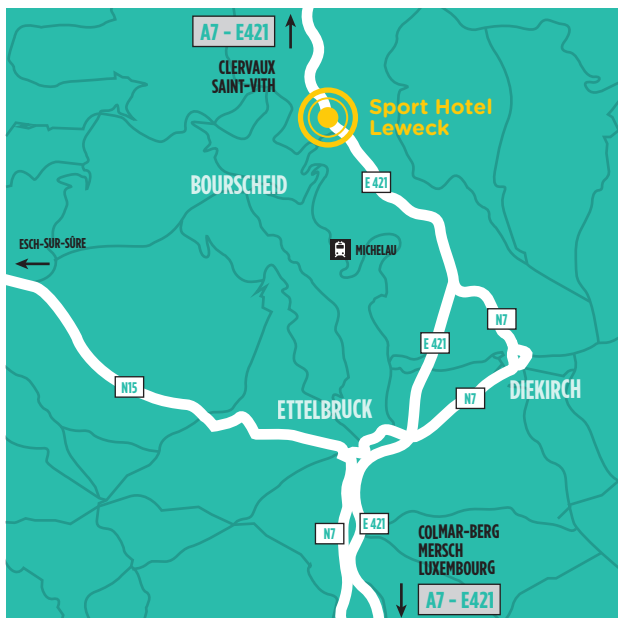 A7 - E421
CLERVAUX
SAINT-VITH
Sport Hotel
Leweck
E 421
BOURSCHEID
ESCH-SUR-SÛRE
MICHELAU
N7
E 421
N15
ETTELBRUCK
N7
DIEKIRCH
N7
E 421
COLMAR-BERG
MERSCH
LUXEMBOURG
A7 - E421